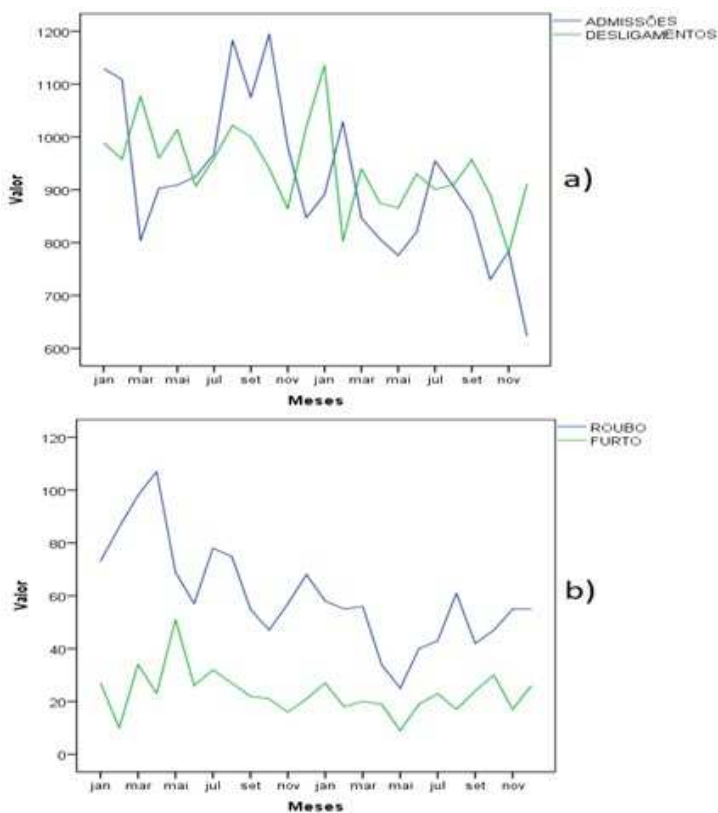 ADMISSÕES
DESLIGAMENTOS
1200
1100
1000
900
800
700
600
Valor
jan mar mai jul set nov jan mar mai jul set nov
Meses
a)
ROUBO
FURTO
120
100
80
60
40
20
0
Valor
jan mar mai jul set nov jan mar mai jul set nov
Meses
b)